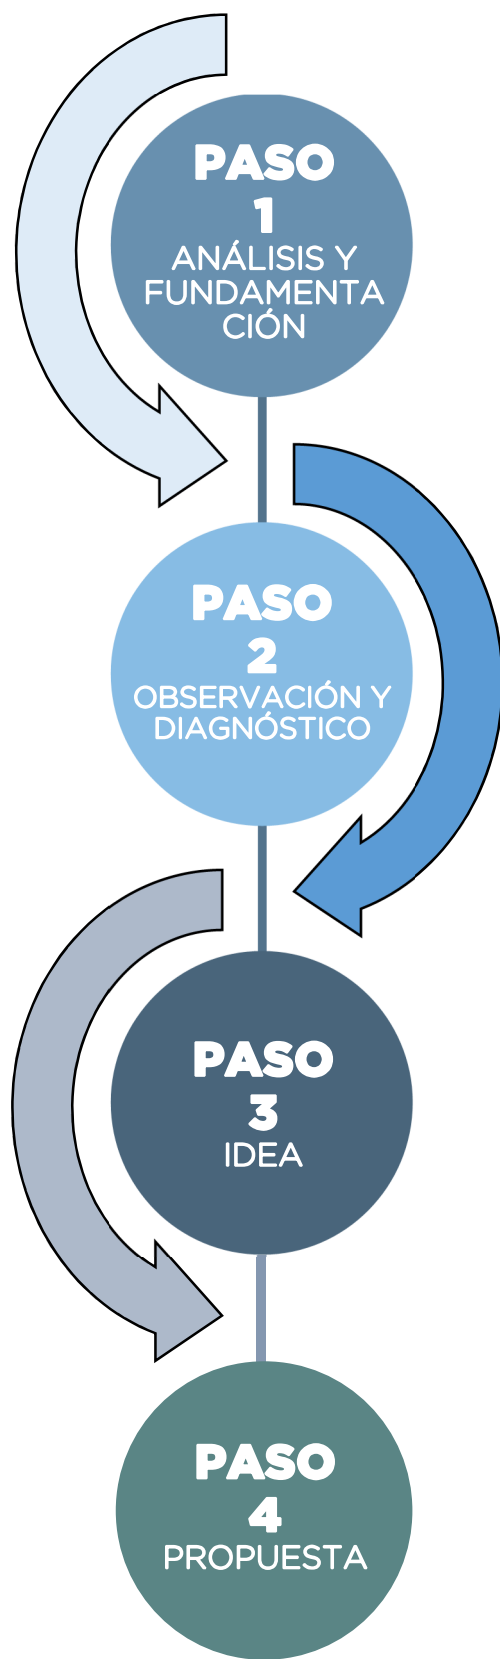 PASO
1
ANÁLISIS Y
FUNDAMENTA
CIÓN
PASO
2
OBSERVACIÓN Y
DIAGNÓSTICO
PASO
3
IDEA
PASO
4
PROPUESTA